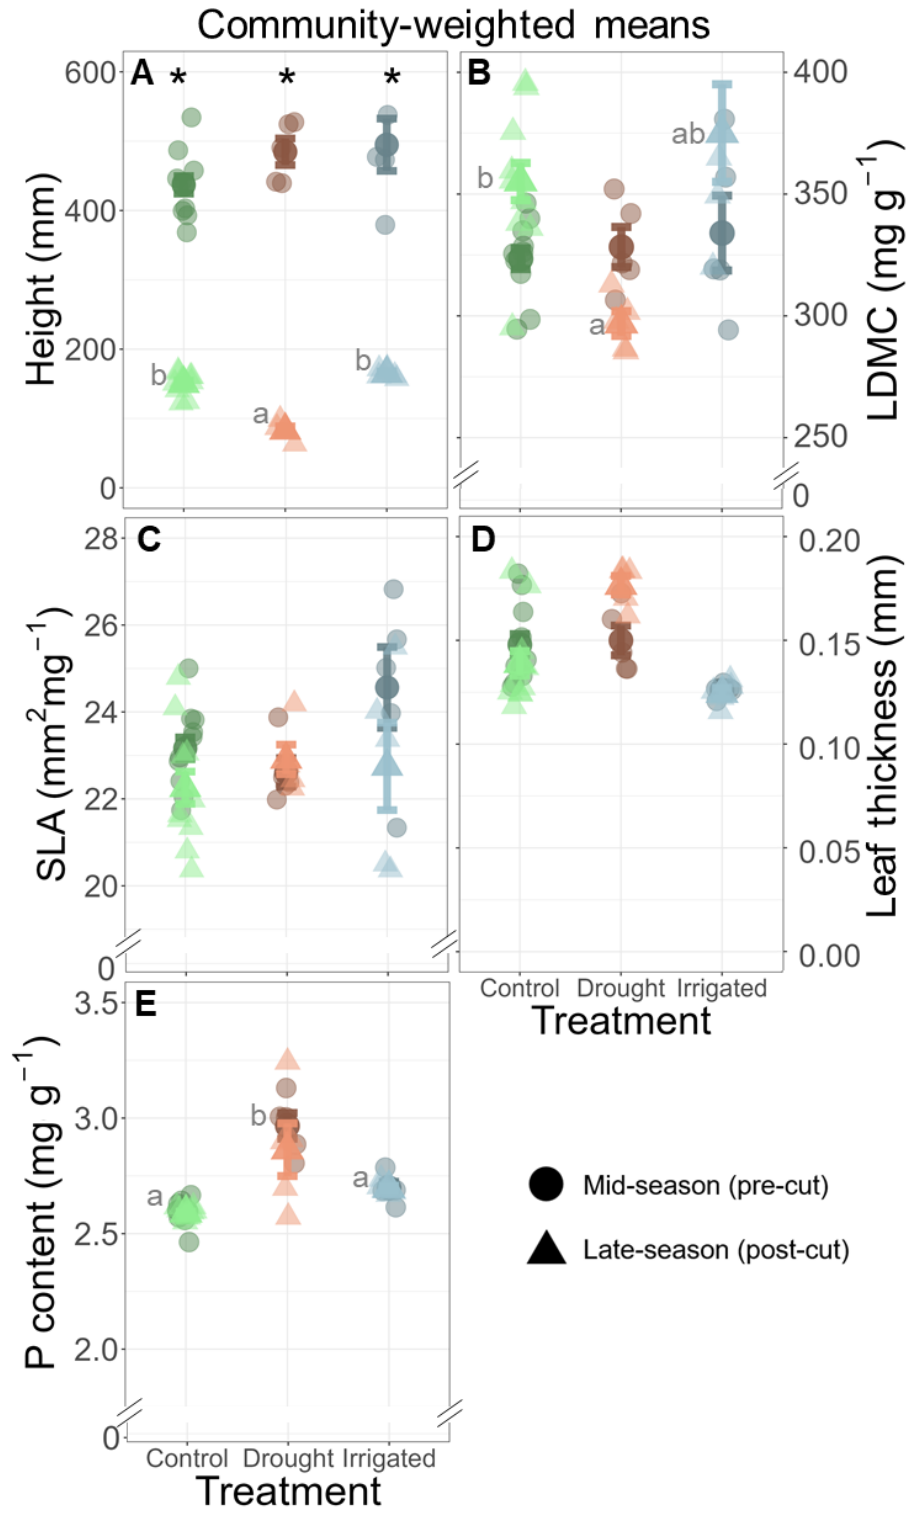 Community-weighted means
A
* * *
600
400
200
0
Height (mm)
b
a
b
B
400
350
300
250
0
LDMC (mg g⁻¹)
b
a
ab
C
28
26
24
22
20
0
SLA (mm²mg⁻¹)
D
0.20
0.15
0.10
0.05
0.00
Leaf thickness (mm)
Control Drought Irrigated
Treatment
E
3.5
3.0
2.5
2.0
0
P content (mg g⁻¹)
a
b
a
Control Drought Irrigated
Treatment
Mid-season (pre-cut)
Late-season (post-cut)